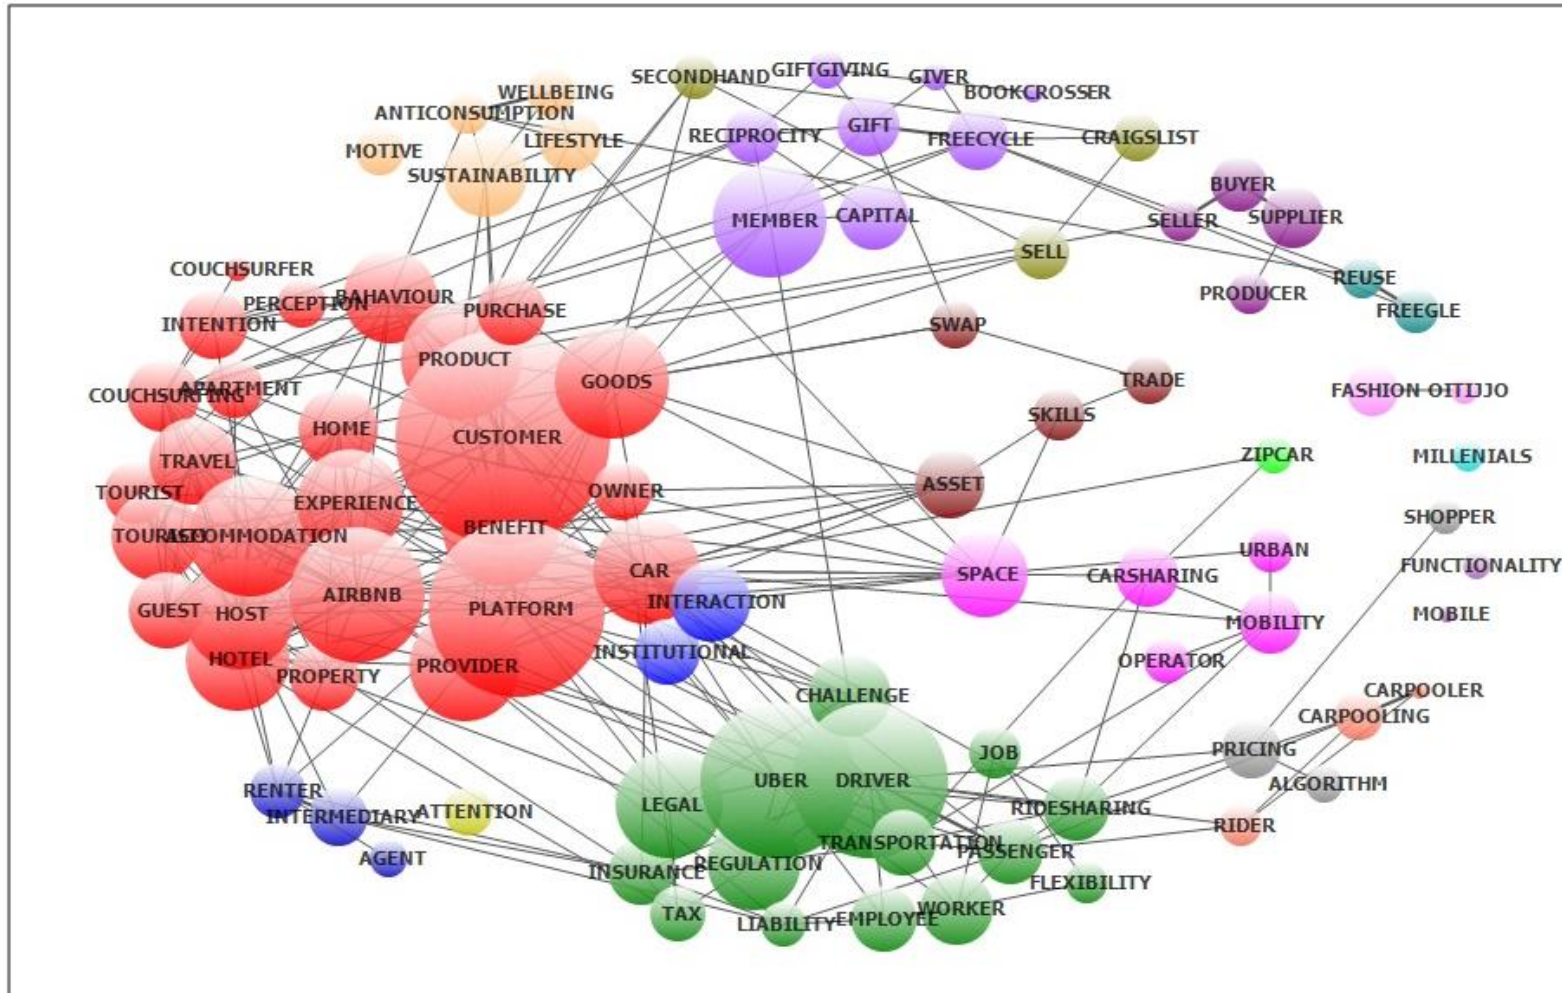 SECONDHAND
GIFTGIVING
GIVER
BOOKCROSSER
WELLBEING
ANTICONSUMPTION
LIFESTYLE
MOTIVE
SUSTAINABILITY
RECIPROCITY
GIFT
FREECYCLE
CRAIGSLIST
MEMBER
CAPITAL
BUYER
SELLER
SUPPLIER
SELL
COUCHSURFER
PERCEPTION
BAHAVIOUR
INTENTION
PURCHASE
PRODUCER
REUSE
FREEGLE
SWAP
PRODUCT
GOODS
COUCHSURFING
APARTMENT
TRADE
FASHION
OITIJJO
SKILLS
HOME
CUSTOMER
TRAVEL
ZIPCAR
MILLENIALS
TOURIST
EXPERIENCE
OWNER
ASSET
SHOPPER
TOURISM
ACCOMMODATION
BENEFIT
URBAN
FUNCTIONALITY
CAR
SPACE
CARSHARING
GUEST
HOST
AIRBNB
PLATFORM
INTERACTION
MOBILITY
MOBILE
HOTEL
PROPERTY
PROVIDER
INSTITUTIONAL
OPERATOR
CHALLENGE
CARPOOLER
CARPOOLING
JOB
PRICING
RENTER
UBER
DRIVER
ALGORITHM
INTERMEDIARY
ATTENTION
LEGAL
RIDESHARING
RIDER
AGENT
TRANSPORTATION
PASSENGER
INSURANCE
REGULATION
FLEXIBILITY
TAX
LIABILITY
EMPLOYEE
WORKER